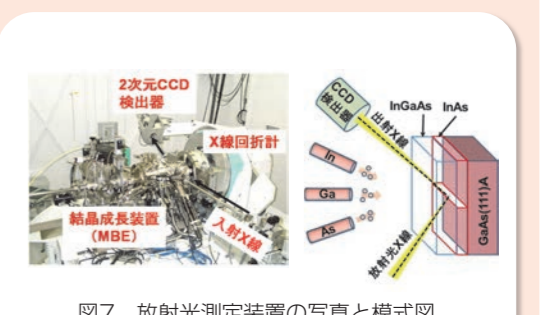 2次元CCD
検出器
X線回折計
結晶成長装置
(MBE)
入射X線
CCD
検出器
出射X線
InGaAs
InAs
In
Ga
As
放射光X線
GaAs(111)A
図7 放射光測定装置の写真と模式図